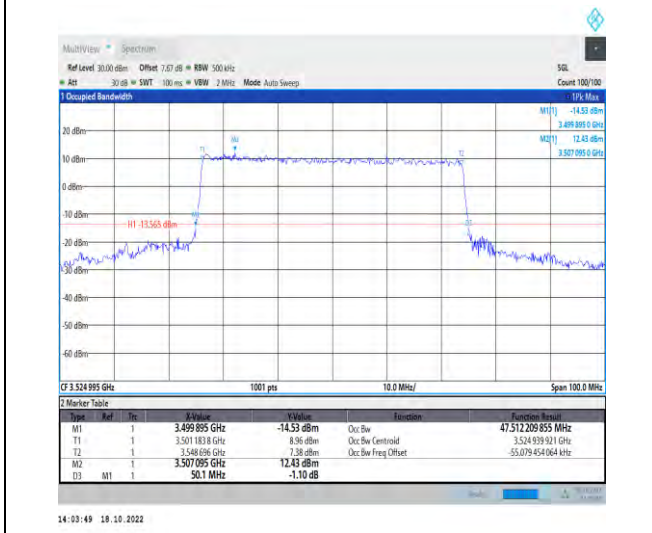 MultiView Spectrum
Ref Level 30.00 dBm Offset 7.67 dB RBW 500 kHz SGL
Att 30 dB SWT 100 ms VBW 2 MHz Mode Auto Sweep Count 100/100
1 Occupied Bandwidth 1Pk Max
M1[1] -14.53 dBm
3.499 895 0 GHz
M2[1] 12.43 dBm
3.507 095 0 GHz
20 dBm
T1 M2 T2
10 dBm
0 dBm
-10 dBm
H1 -13.565 dBm
-20 dBm
-30 dBm
-40 dBm
-50 dBm
-60 dBm
CF 3.524 995 GHz 1001 pts 10.0 MHz/ Span 100.0 MHz
2 Marker Table
Type Ref Trc X-Value Y-Value Function Function Result
M1 1 3.499 895 GHz -14.53 dBm Occ Bw 47.512 209 855 MHz
T1 1 3.501 183 8 GHz 8.96 dBm Occ Bw Centroid 3.524 939 921 GHz
T2 1 3.548 696 GHz 7.38 dBm Occ Bw Freq Offset -55.079 454 064 kHz
M2 1 3.507 095 GHz 12.43 dBm
D3 M1 1 50.1 MHz -1.10 dB
14:03:49 18.10.2022